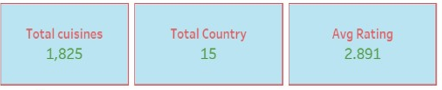 Total cuisines
1,825
Total Country
15
Avg Rating
2.891